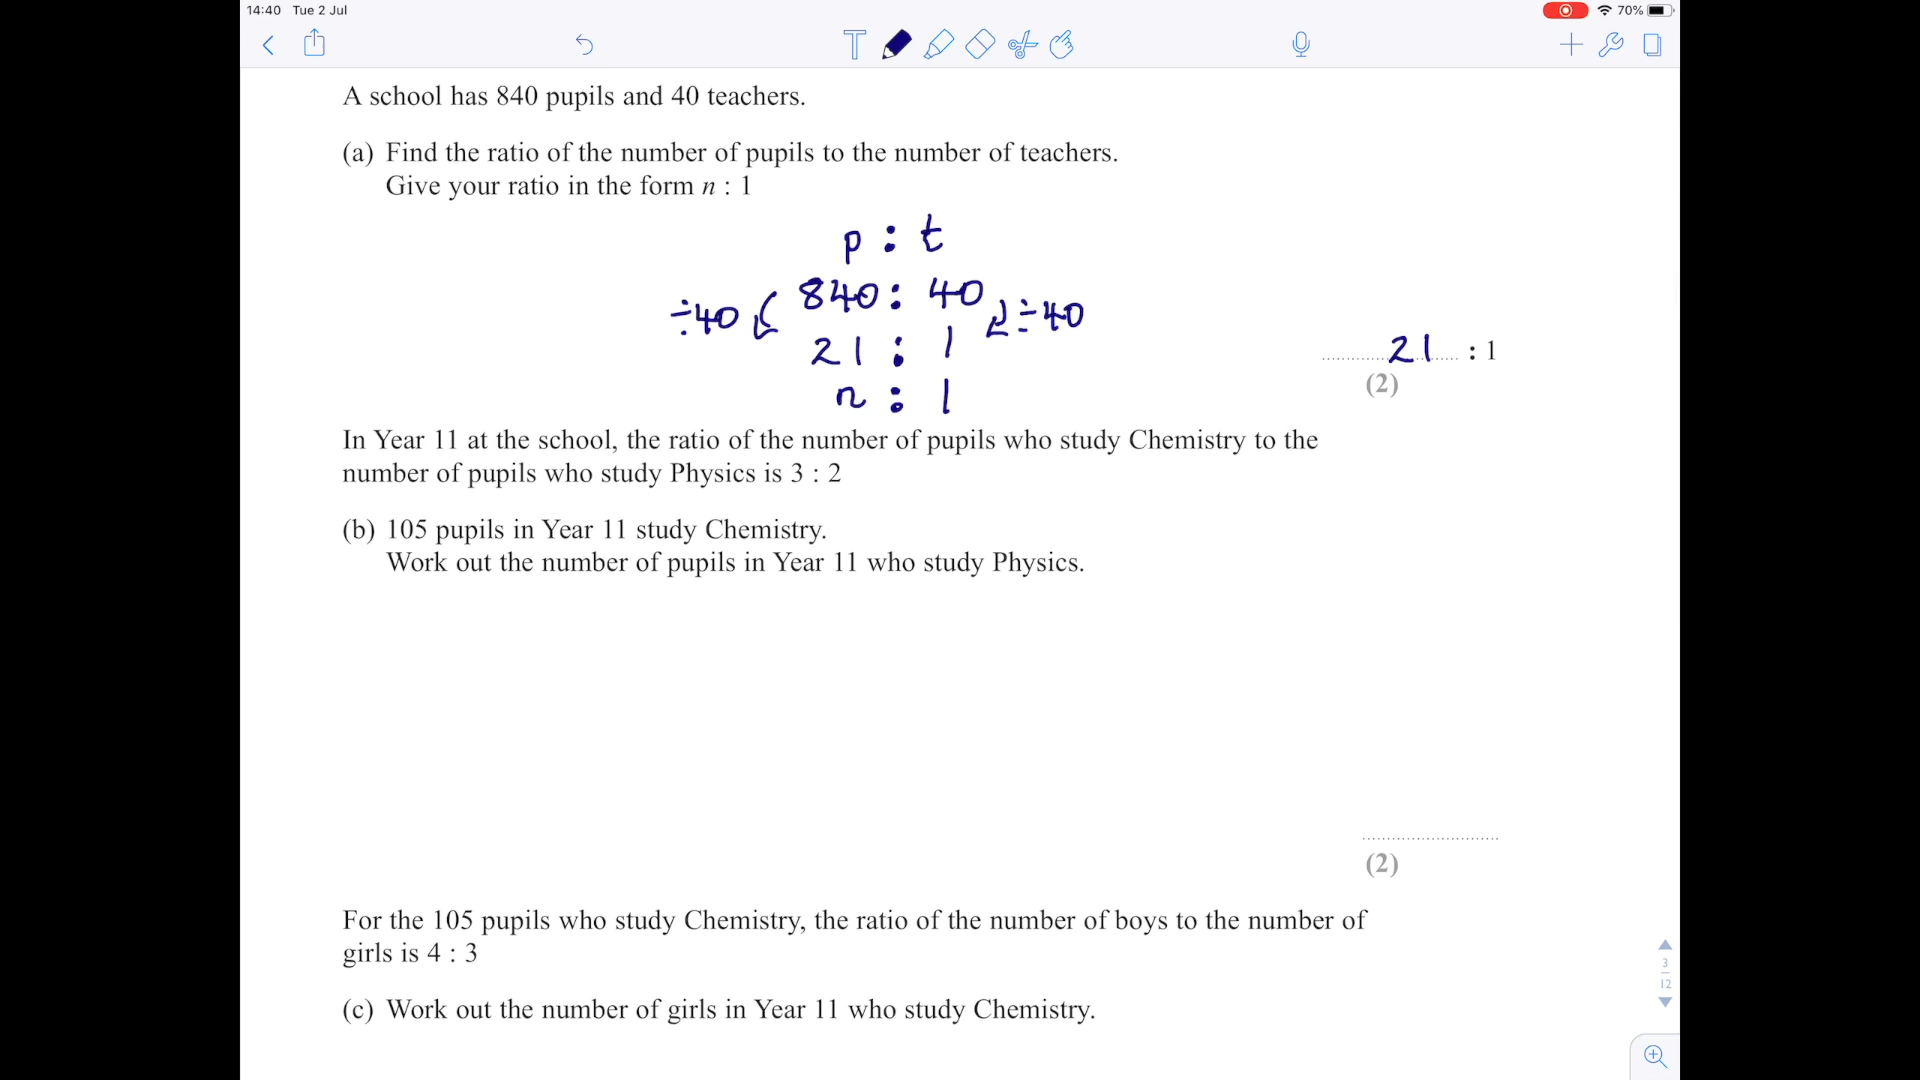 14:40 Tue 2 Jul
70%
A school has 840 pupils and 40 teachers.
(a) Find the ratio of the number of pupils to the number of teachers.
Give your ratio in the form n : 1
p : t
840 : 40
÷40 ÷40
21 : 1
21 : 1
n : 1
(2)
In Year 11 at the school, the ratio of the number of pupils who study Chemistry to the
number of pupils who study Physics is 3 : 2
(b) 105 pupils in Year 11 study Chemistry.
Work out the number of pupils in Year 11 who study Physics.
(2)
For the 105 pupils who study Chemistry, the ratio of the number of boys to the number of
girls is 4 : 3
3
12
(c) Work out the number of girls in Year 11 who study Chemistry.